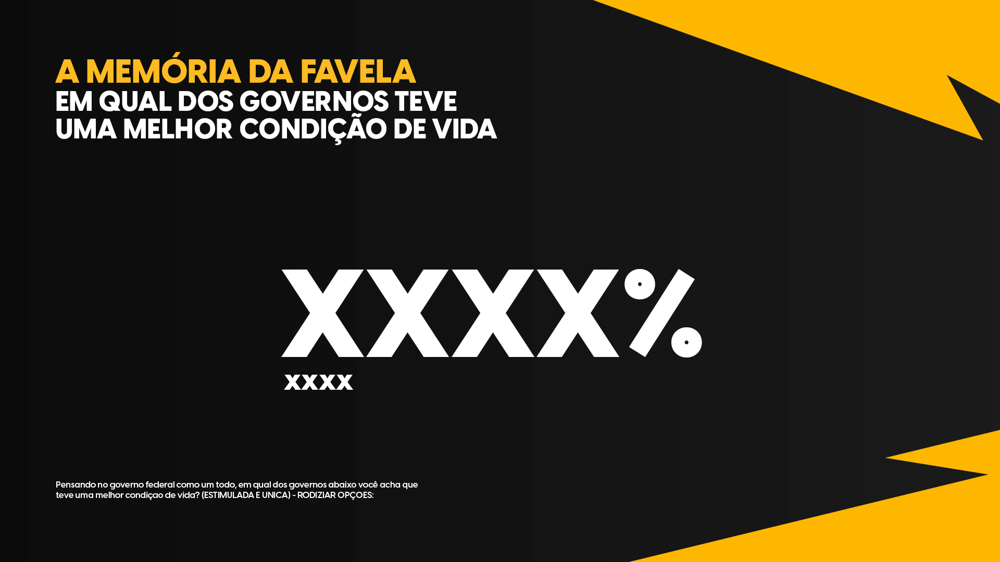 A MEMÓRIA DA FAVELA
EM QUAL DOS GOVERNOS TEVE
UMA MELHOR CONDIÇÃO DE VIDA
XXXX%
xxxx
Pensando no governo federal como um todo, em qual dos governos abaixo você acha que
teve uma melhor condiçao de vida? (ESTIMULADA E UNICA) - RODIZIAR OPÇOES: